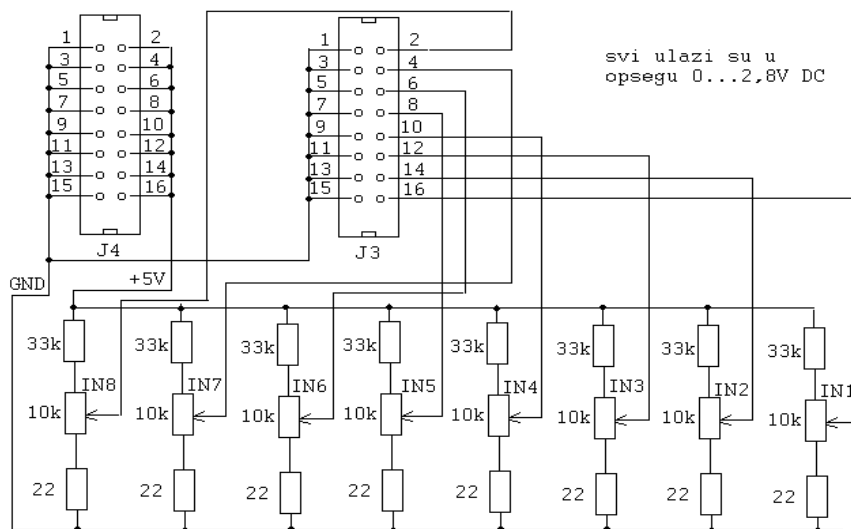 1 2
3 4
5 6
7 8
9 10
11 12
13 14
15 16
J4
1 2
3 4
5 6
7 8
9 10
11 12
13 14
15 16
J3
svi ulazi su u
opsegu 0...2,8V DC
GND
+5V
33k 33k 33k 33k 33k 33k 33k 33k
IN8 IN7 IN6 IN5 IN4 IN3 IN2 IN1
10k 10k 10k 10k 10k 10k 10k 10k
22 22 22 22 22 22 22 22